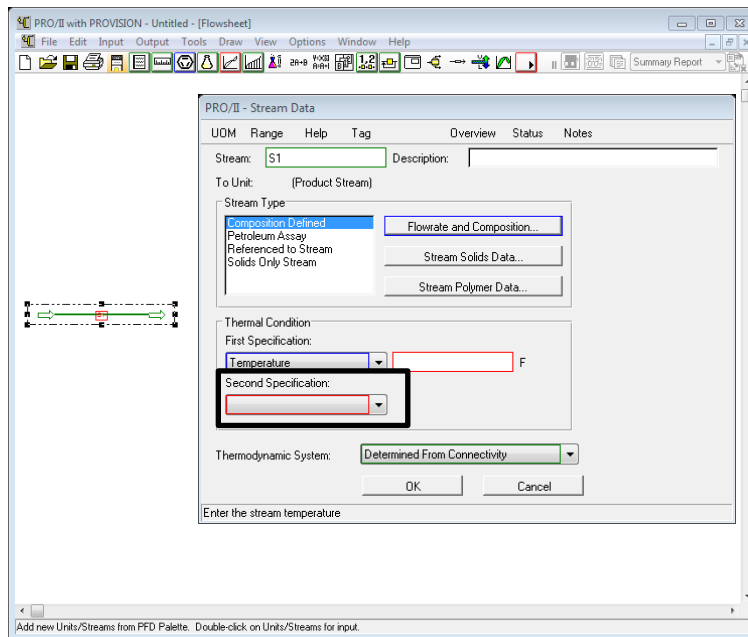 PRO/II with PROVISION - Untitled - [Flowsheet]
File Edit Input Output Tools Draw View Options Window Help
Summary Report
PRO/II - Stream Data
UOM Range Help Tag Overview Status Notes
Stream: S1 Description:
To Unit: (Product Stream)
Stream Type
Composition Defined
Petroleum Assay
Referenced to Stream
Solids Only Stream
Flowrate and Composition...
Stream Solids Data...
Stream Polymer Data...
Thermal Condition
First Specification:
Temperature F
Second Specification:
Thermodynamic System: Determined From Connectivity
OK Cancel
Enter the stream temperature
Add new Units/Streams from PFD Palette. Double-click on Units/Streams for input.